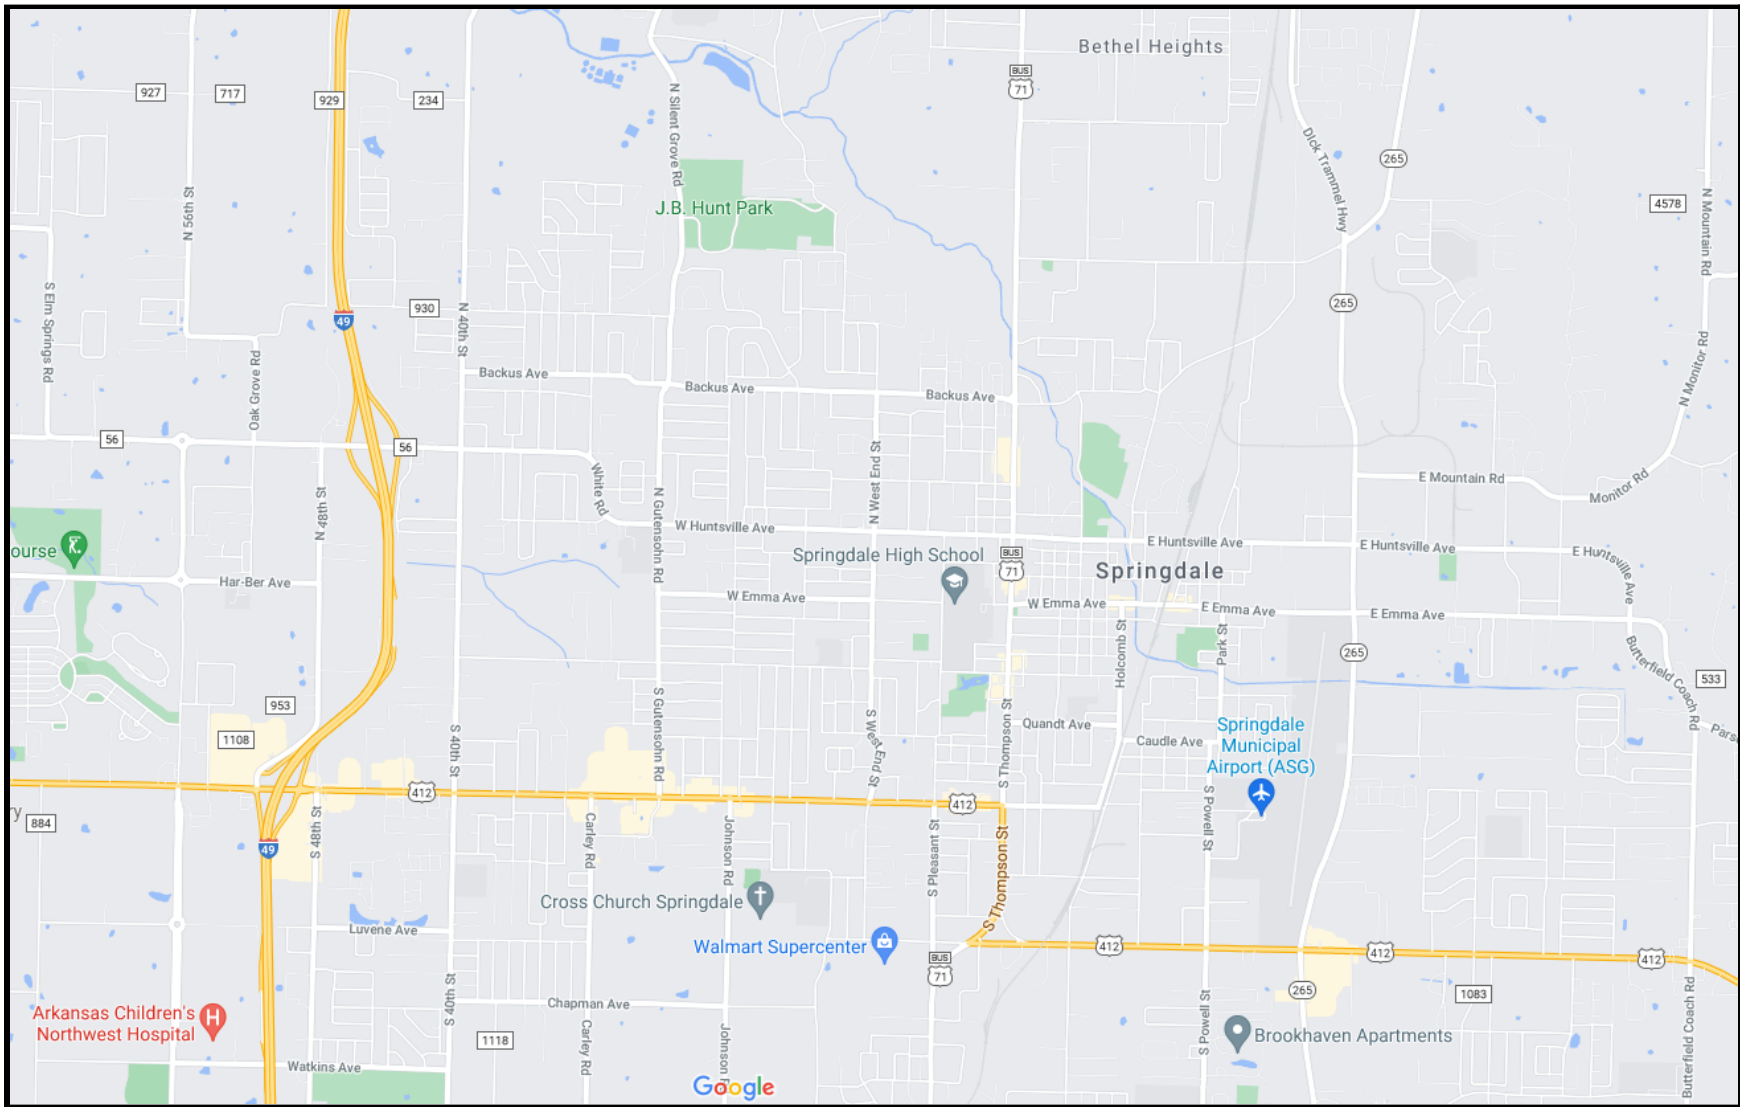 Bethel Heights
BUS
71
927
717
929
234
N Silent Grove Rd
Dick Trammel Hwy
265
N 56th St
J.B. Hunt Park
4578
N Mountain Rd
S Elm Springs Rd
49
930
N 40th St
265
Oak Grove Rd
Backus Ave
Backus Ave
Backus Ave
N Monitor Rd
56
56
White Rd
N West End St
N 48th St
N Gutensohn Rd
E Mountain Rd
Monitor Rd
W Huntsville Ave
E Huntsville Ave
E Huntsville Ave
E Huntsville Ave
ourse
Springdale High School
BUS
71
Springdale
Har-Ber Ave
W Emma Ave
W Emma Ave
E Emma Ave
E Emma Ave
Holcomb St
Park St
265
Butterfield Coach Rd
533
953
S Gutensohn Rd
S West End St
S Thompson St
Quandt Ave
Springdale
Municipal
Airport (ASG)
Caudle Ave
Pars
1108
S 40th St
412
412
ry
884
S 48th St
49
Carley Rd
Johnson Rd
S Pleasant St
S Thompson St
S Powell St
Cross Church Springdale
Luvene Ave
Walmart Supercenter
412
412
412
BUS
71
S 40th St
Chapman Ave
265
1083
Arkansas Children's
Northwest Hospital
1118
Carley Rd
Johnson R
S Powell St
Brookhaven Apartments
Butterfield Coach Rd
Watkins Ave
Google